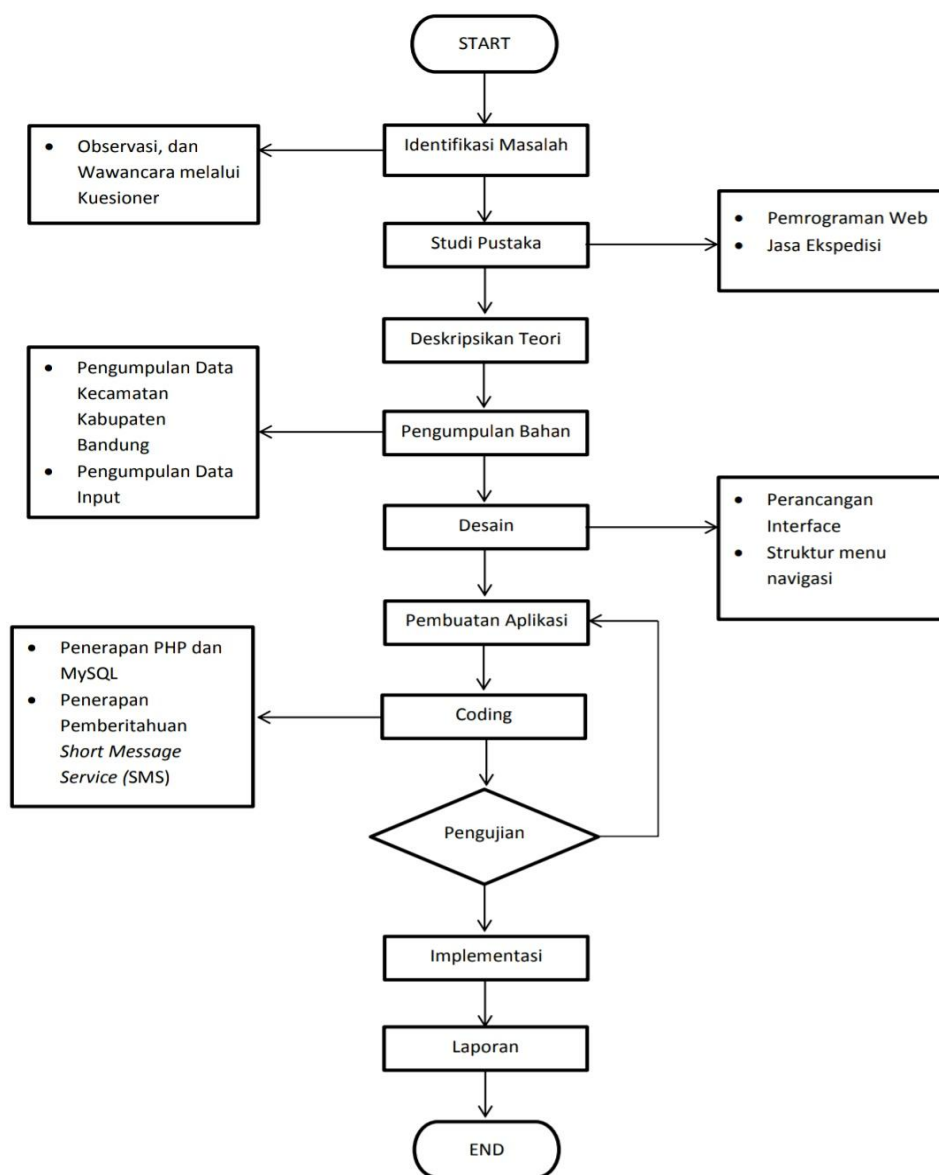 START
Identifikasi Masalah
• Observasi, dan
Wawancara melalui
Kuesioner
Studi Pustaka
• Pemrograman Web
• Jasa Ekspedisi
Deskripsikan Teori
Pengumpulan Bahan
• Pengumpulan Data
Kecamatan
Kabupaten
Bandung
• Pengumpulan Data
Input
Desain
• Perancangan
Interface
• Struktur menu
navigasi
Pembuatan Aplikasi
Coding
• Penerapan PHP dan
MySQL
• Penerapan
Pemberitahuan
Short Message
Service (SMS)
Pengujian
Implementasi
Laporan
END